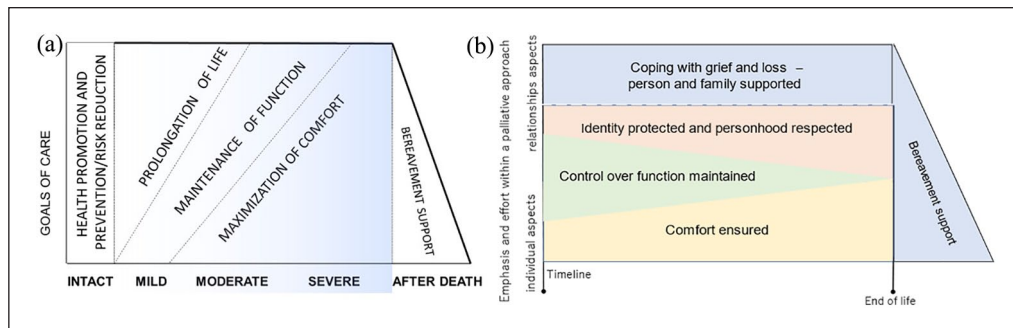 (a)
GOALS OF CARE
HEALTH PROMOTION AND
PREVENTION/RISK REDUCTION
PROLONGATION OF LIFE
MAINTENANCE OF FUNCTION
MAXIMIZATION OF COMFORT
BEREAVEMENT SUPPORT
INTACT MILD MODERATE SEVERE AFTER DEATH
(b)
Emphasis and effort within a palliative approach
individual aspects relationships aspects
Coping with grief and loss –
person and family supported
Identity protected and personhood respected
Control over function maintained
Comfort ensured
Bereavement support
Timeline
End of life